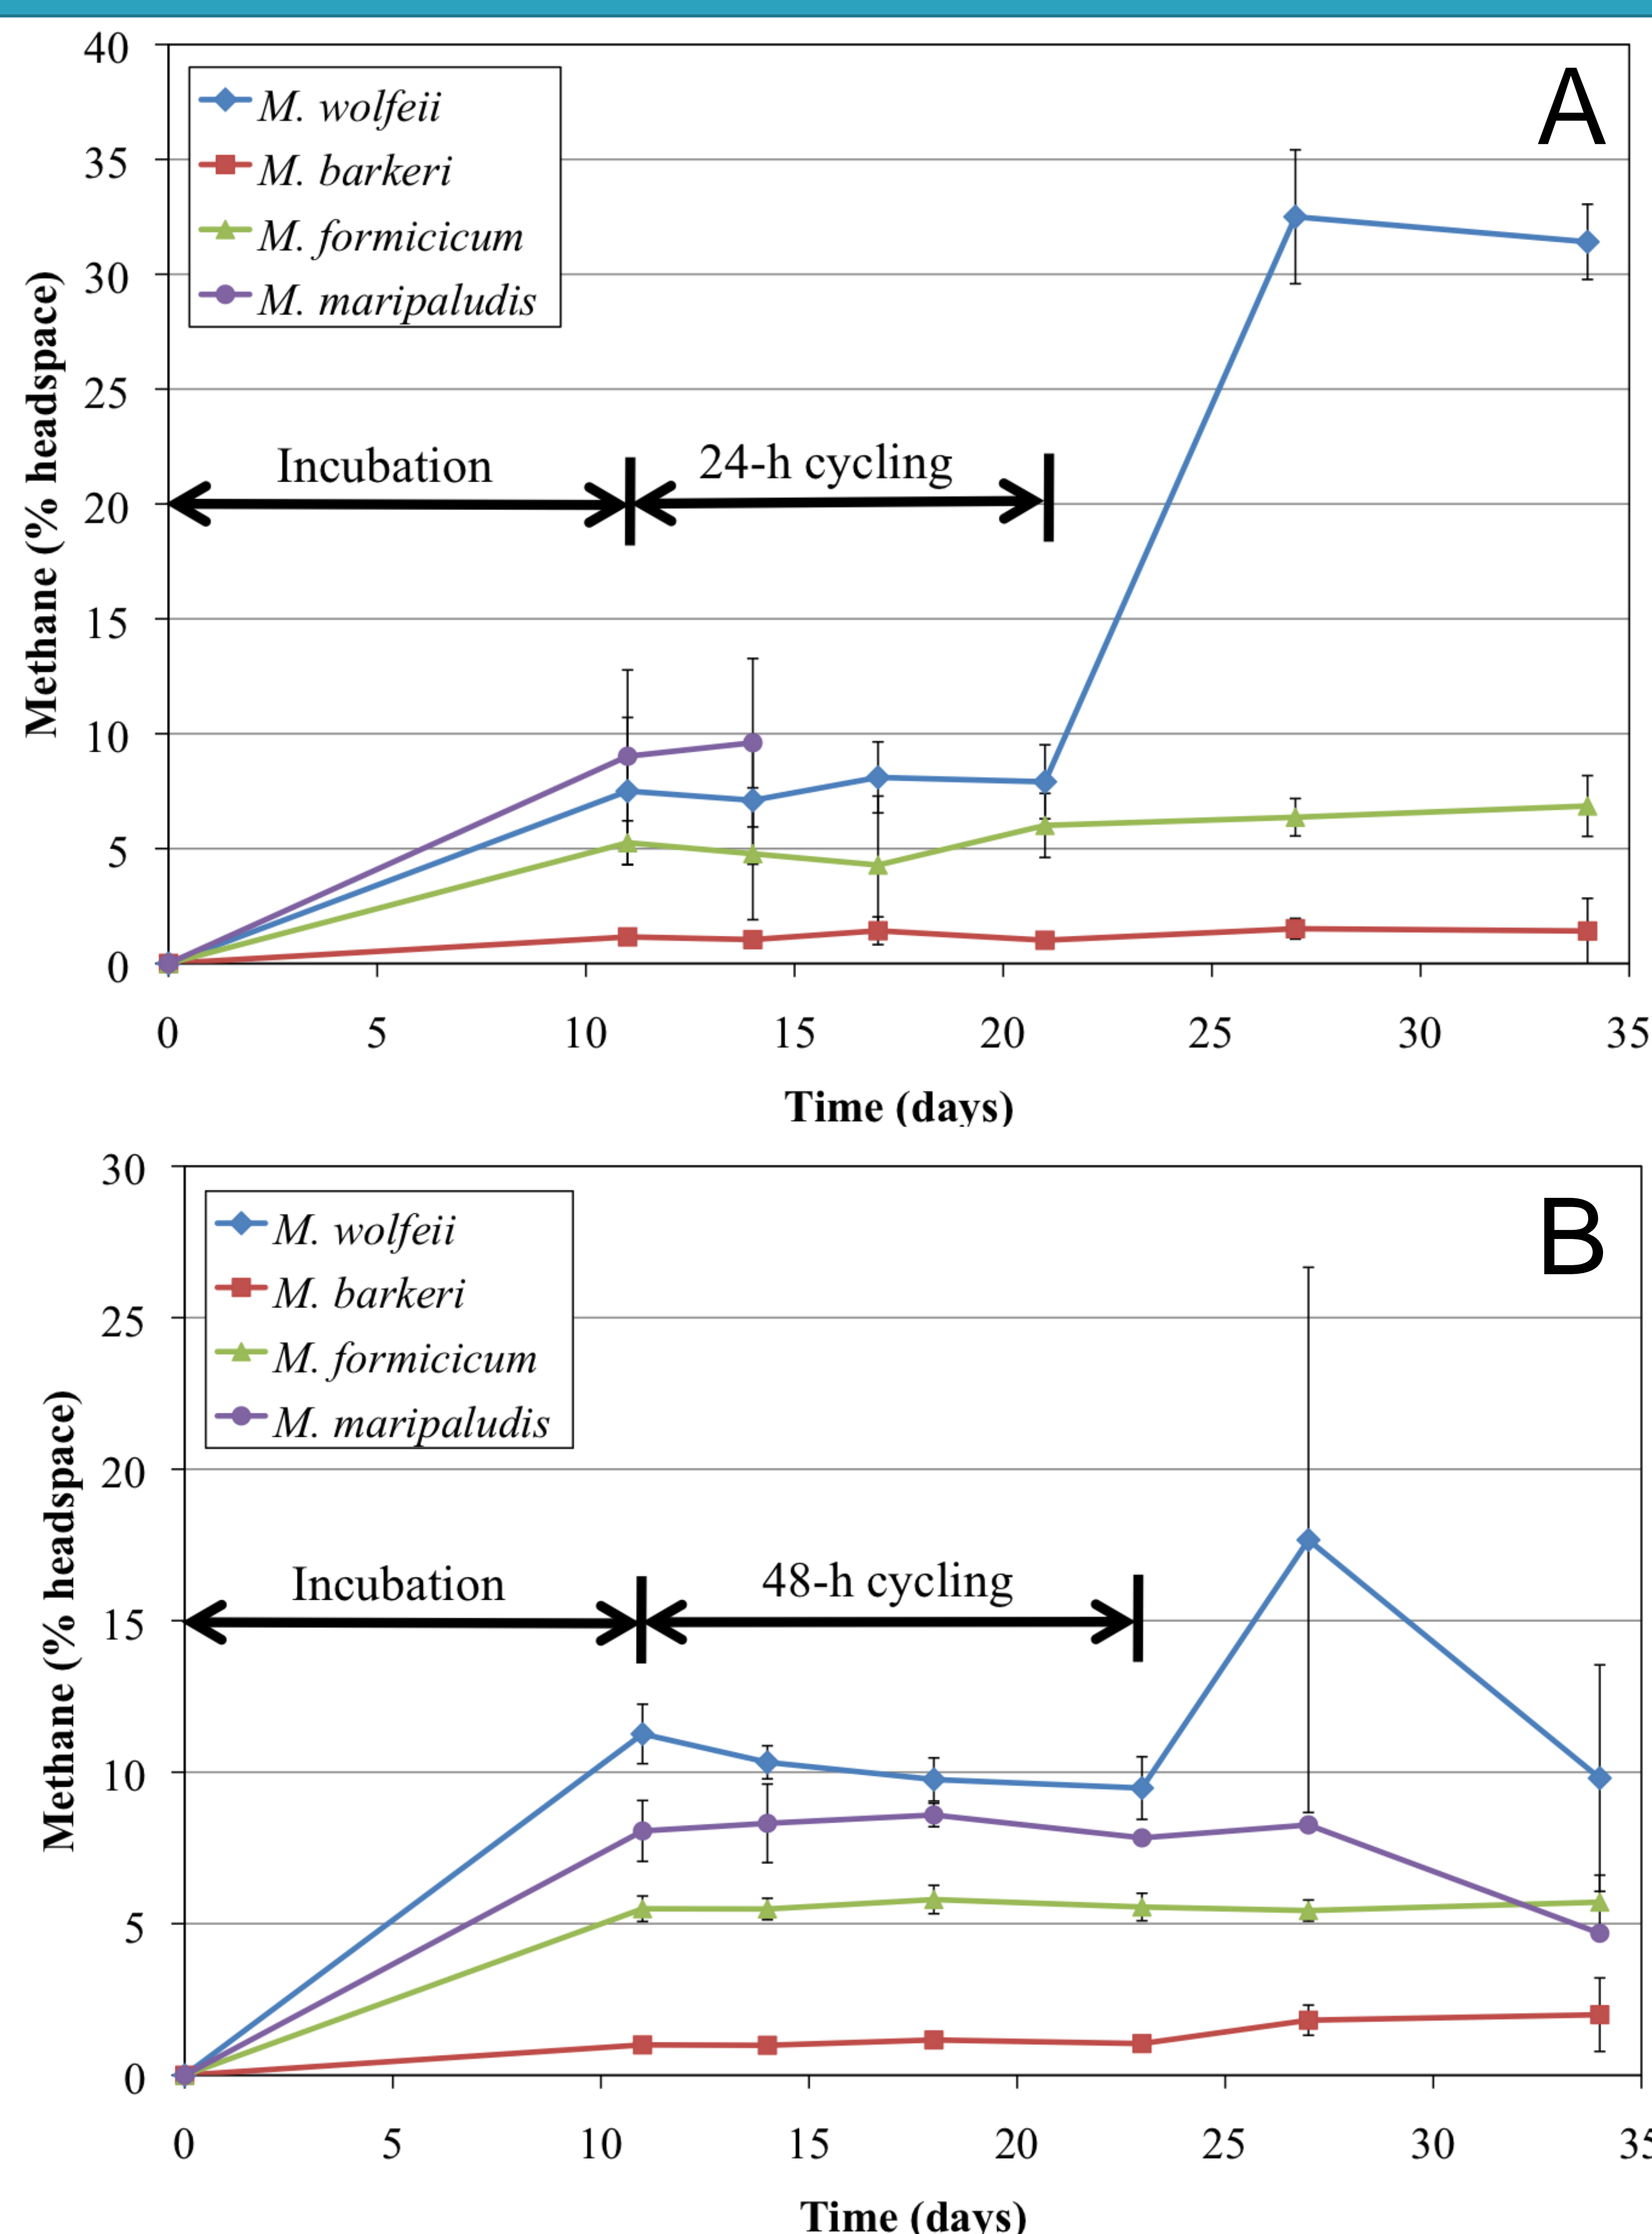 A
40
35
30
25
20
15
10
5
0
Methane (% headspace)
M. wolfeii
M. barkeri
M. formicicum
M. maripaludis
Incubation
24-h cycling
0 5 10 15 20 25 30 35
Time (days)
B
30
25
20
15
10
5
0
Methane (% headspace)
M. wolfeii
M. barkeri
M. formicicum
M. maripaludis
Incubation
48-h cycling
0 5 10 15 20 25 30 35
Time (days)